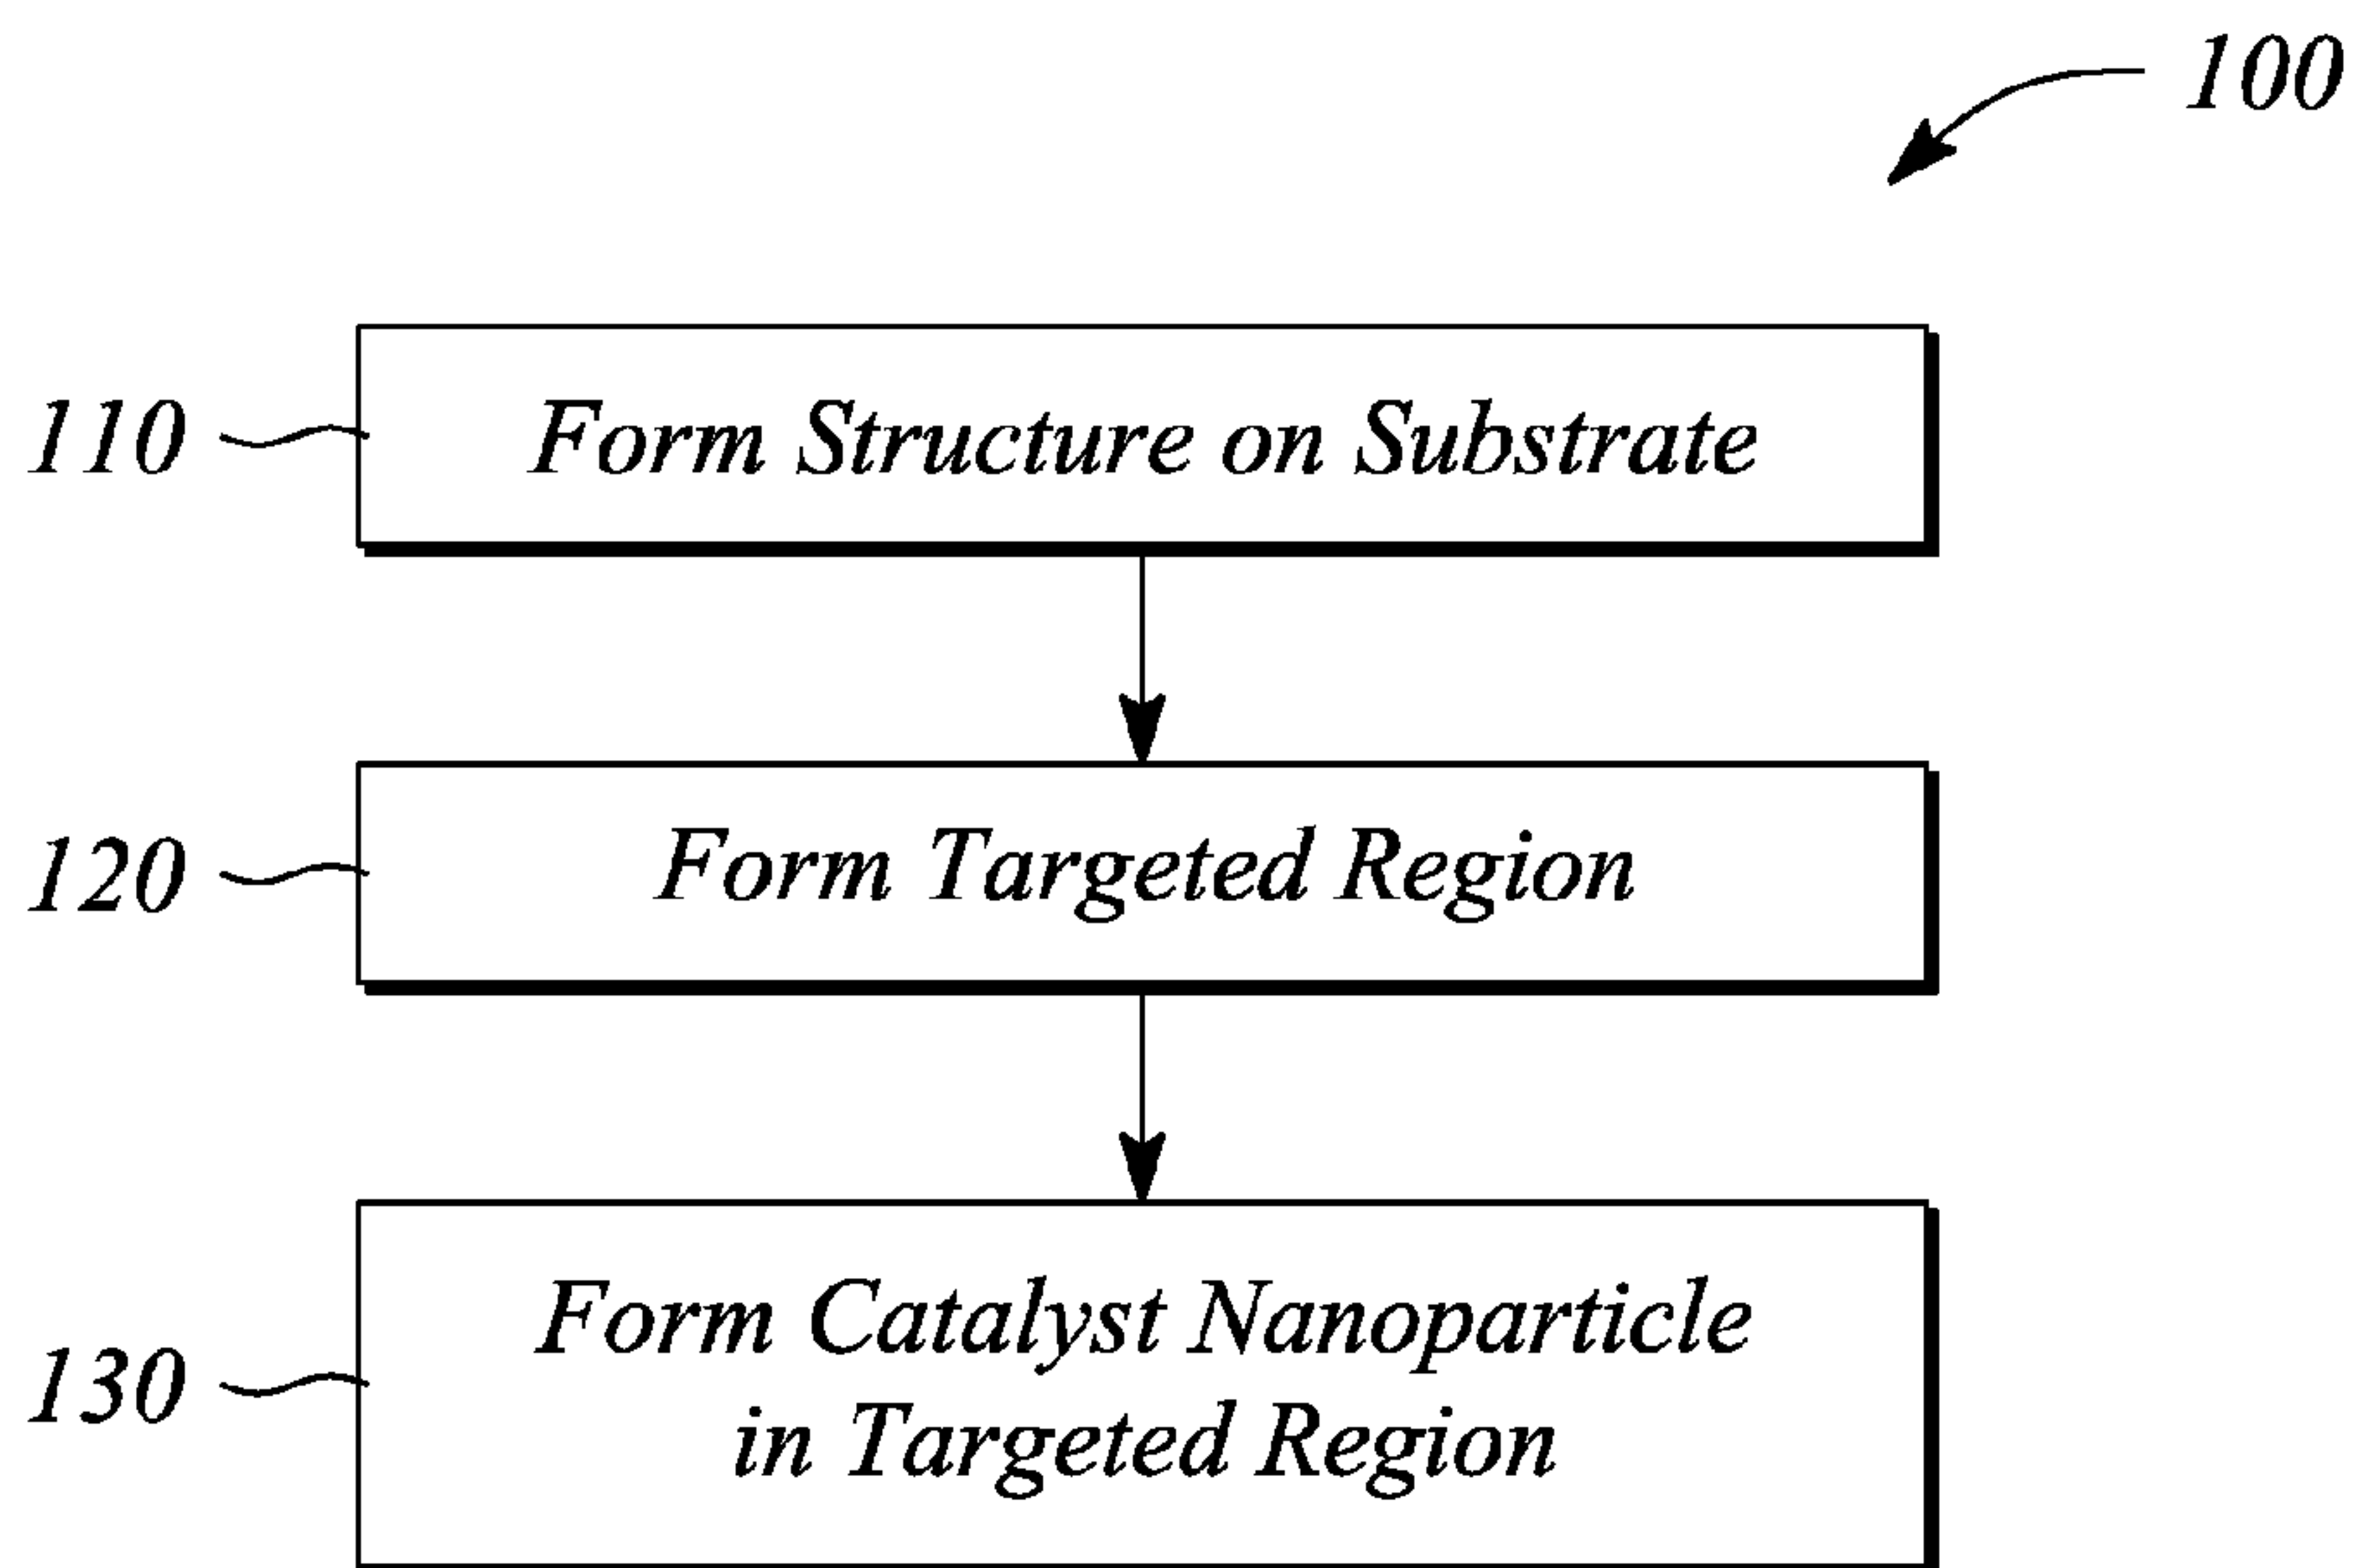 100
110
Form Structure on Substrate
120
Form Targeted Region
130
Form Catalyst Nanoparticle
in Targeted Region